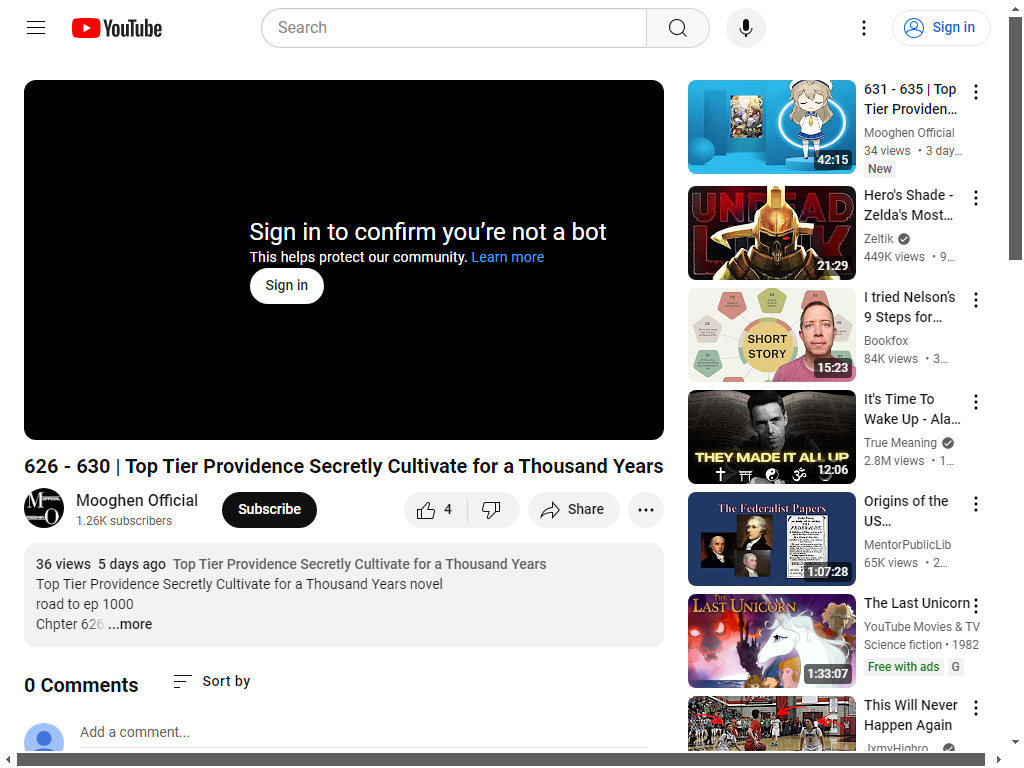 YouTube
Search
Sign in
Sign in to confirm you’re not a bot
This helps protect our community. Learn more
Sign in
626 - 630 | Top Tier Providence Secretly Cultivate for a Thousand Years
Mooghen Official
1.26K subscribers
Subscribe
4
Share
36 views 5 days ago Top Tier Providence Secretly Cultivate for a Thousand Years
Top Tier Providence Secretly Cultivate for a Thousand Years novel
road to ep 1000
Chpter 626 ...more
0 Comments
Sort by
Add a comment...
42:15
631 - 635 | Top
Tier Providen...
Mooghen Official
34 views • 3 day...
New
UNDEAD
21:29
Hero's Shade -
Zelda's Most...
Zeltik
449K views • 9...
SHORT
STORY
15:23
I tried Nelson's
9 Steps for...
Bookfox
84K views • 3...
THEY MADE IT ALL UP
12:06
It's Time To
Wake Up - Ala...
True Meaning
2.8M views • 1...
The Federalist Papers
1:07:28
Origins of the
US...
MentorPublicLib
65K views • 2...
THE
LAST UNICORN
1:33:07
The Last Unicorn
YouTube Movies & TV
Science fiction • 1982
Free with ads G
This Will Never
Happen Again
JxmyHighro...